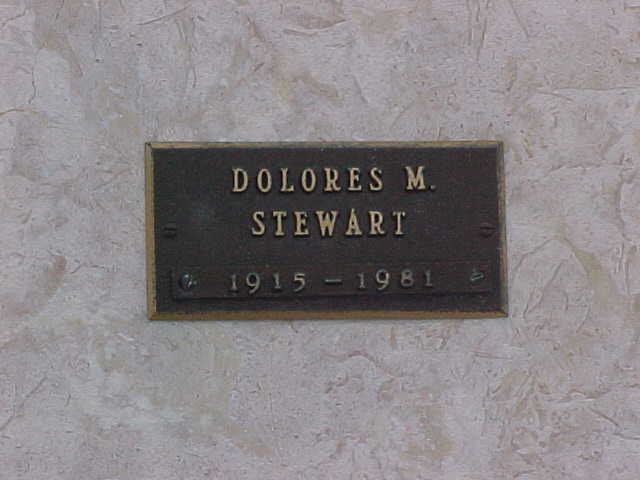 DOLORES M.
STEWART
1915 – 1981